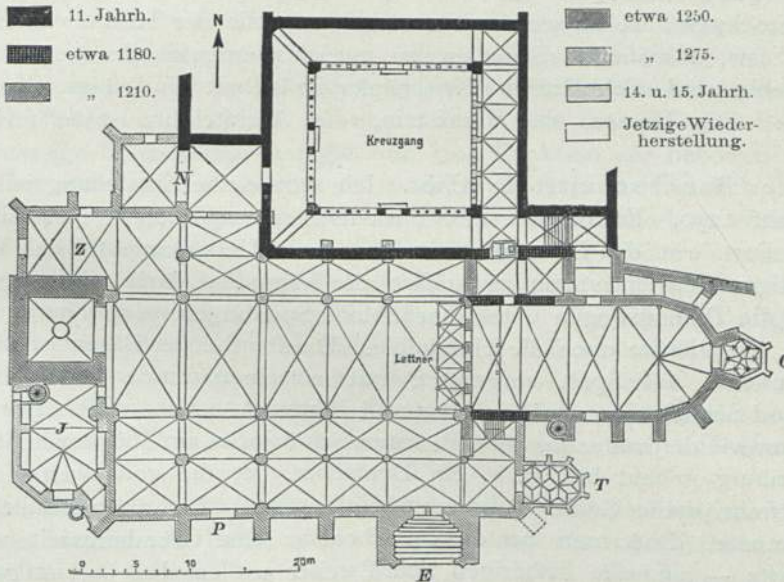 11. Jahrh.
etwa 1180.
„ 1210.
N
etwa 1250.
„ 1275.
14. u. 15. Jahrh.
Jetzige Wieder-
herstellung.
Kreuzgang
N
Z
Lettner
C
J
T
P
E
5
0
10
20m